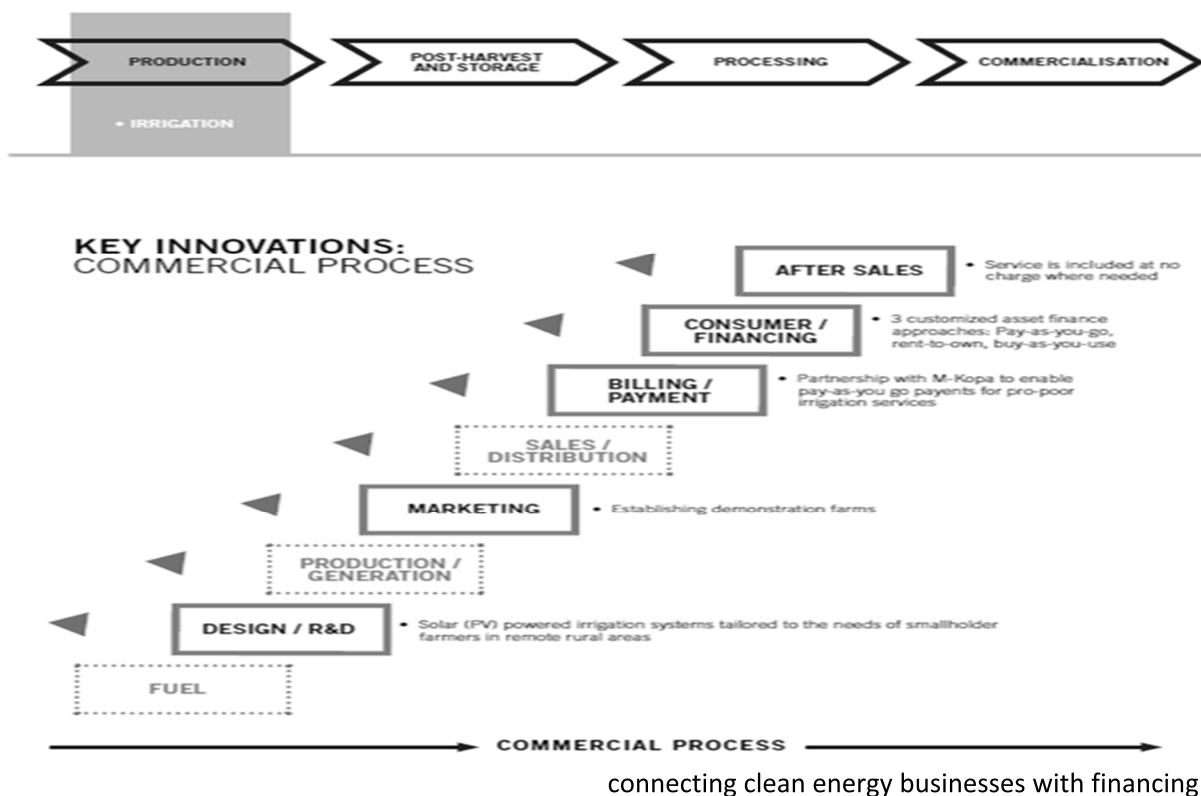 PRODUCTION
POST-HARVEST
AND STORAGE
PROCESSING
COMMERCIALISATION
• IRRIGATION
KEY INNOVATIONS:
COMMERCIAL PROCESS
AFTER SALES
• Service is included at no
charge where needed
CONSUMER /
FINANCING
• 3 customized asset finance
approaches: Pay-as-you-go,
rent-to-own, buy-as-you-use
BILLING /
PAYMENT
• Partnership with M-Kopa to enable
pay-as-you go payents for pro-poor
irrigation services
SALES /
DISTRIBUTION
MARKETING
• Establishing demonstration farms
PRODUCTION /
GENERATION
DESIGN / R&D
• Solar (PV) powered irrigation systems tailored to the needs of smallholder
farmers in remote rural areas
FUEL
COMMERCIAL PROCESS
connecting clean energy businesses with financing